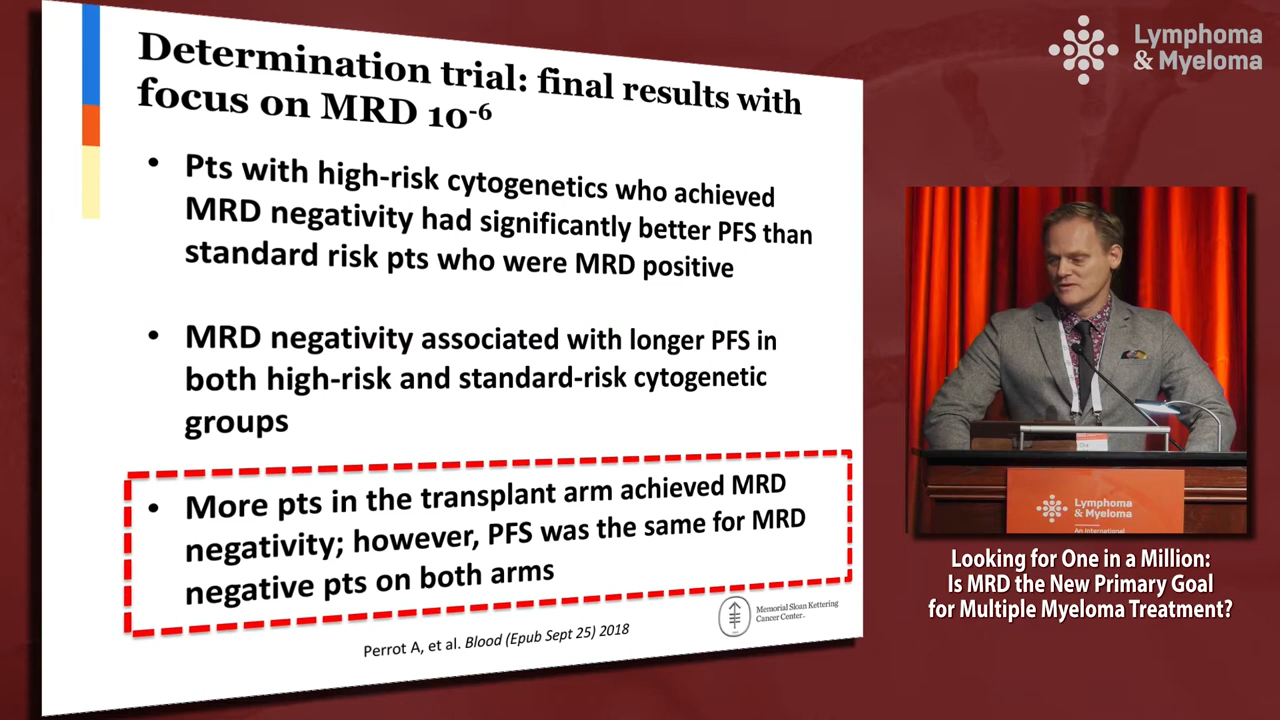 Determination trial: final results with
focus on MRD 10-6
• Pts with high-risk cytogenetics who achieved
MRD negativity had significantly better PFS than
standard risk pts who were MRD positive
• MRD negativity associated with longer PFS in
both high-risk and standard-risk cytogenetic
groups
• More pts in the transplant arm achieved MRD
negativity; however, PFS was the same for MRD
negative pts on both arms
Perrot A, et al. Blood (Epub Sept 25) 2018
Memorial Sloan Kettering
Cancer Center.
Lymphoma
& Myeloma
Lymphoma
& Myeloma
An International
Looking for One in a Million:
Is MRD the New Primary Goal
for Multiple Myeloma Treatment?